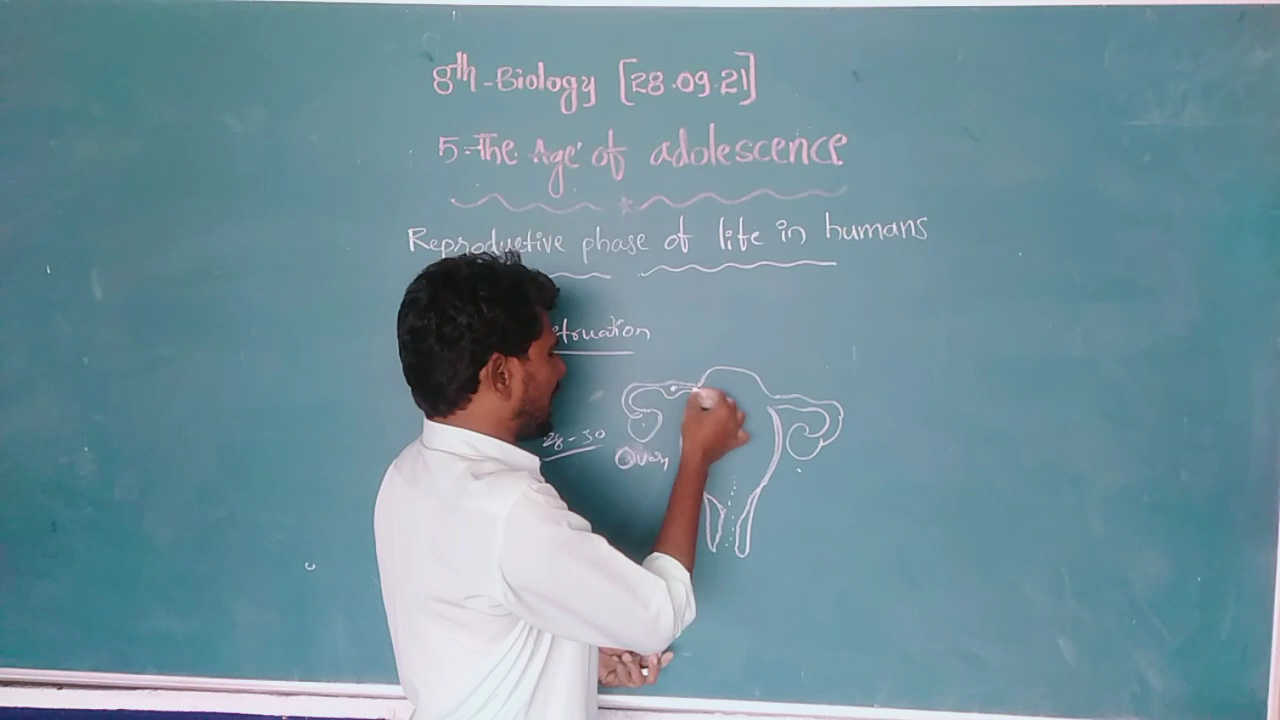 8th-Biology [28.09.21]
5.The Age of adolescence
Reproductive phase of life in humans
etruation
28-30
Ovary